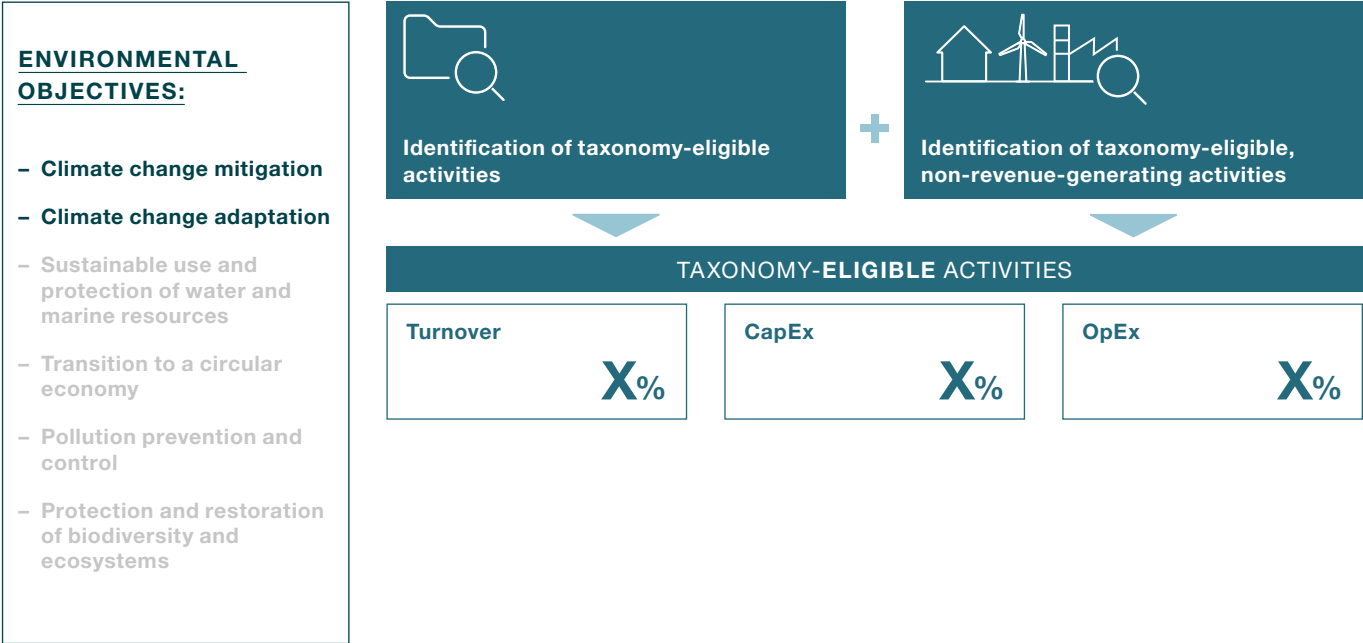 ENVIRONMENTAL
OBJECTIVES:
– Climate change mitigation
– Climate change adaptation
– Sustainable use and
protection of water and
marine resources
– Transition to a circular
economy
– Pollution prevention and
control
– Protection and restoration
of biodiversity and
ecosystems
Identification of taxonomy-eligible
activities
Identification of taxonomy-eligible,
non-revenue-generating activities
TAXONOMY-ELIGIBLE ACTIVITIES
Turnover
X%
CapEx
X%
OpEx
X%